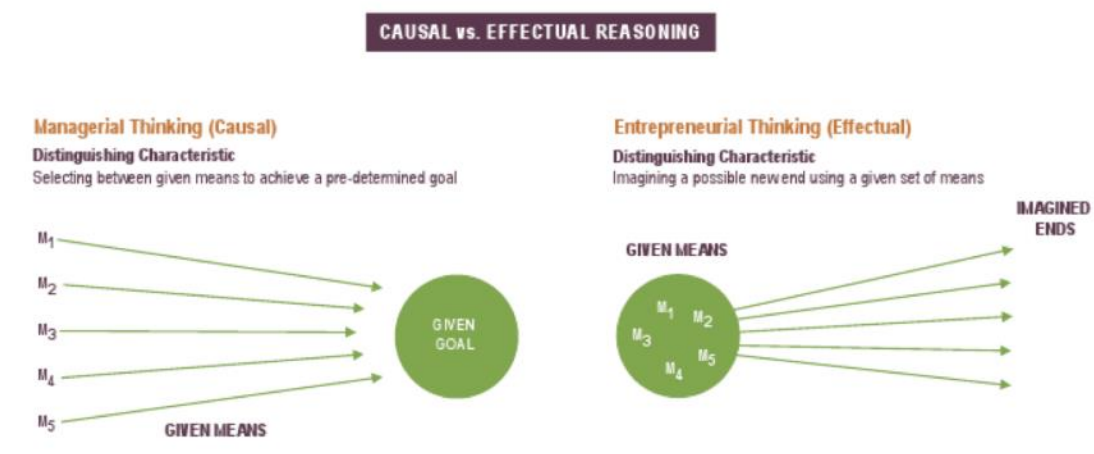 CAUSAL vs. EFFECTUAL REASONING
Managerial Thinking (Causal)
Distinguishing Characteristic
Selecting between given means to achieve a pre-determined goal
M1
M2
M3
M4
M5
GIVEN MEANS
GIVEN
GOAL
Entrepreneurial Thinking (Effectual)
Distinguishing Characteristic
Imagining a possible new end using a given set of means
IMAGINED
ENDS
GIVEN MEANS
M1
M2
M3
M4
M5